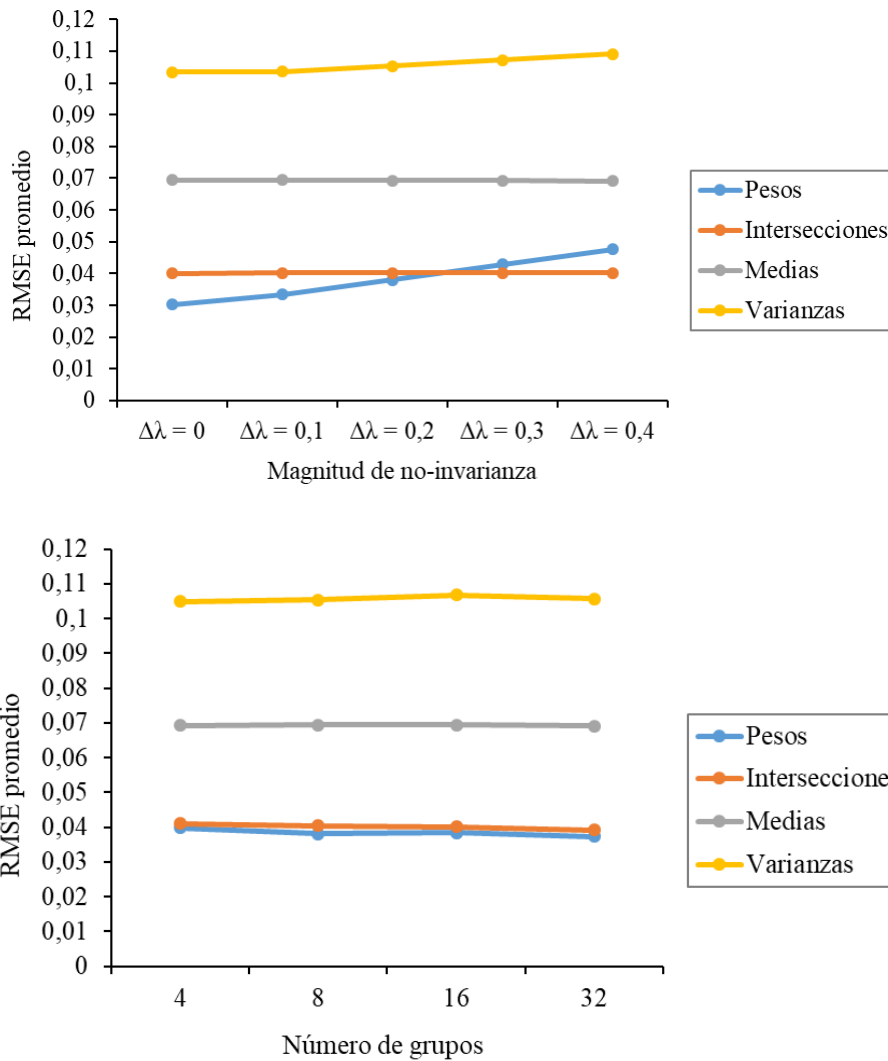 0,12
0,11
0,1
0,09
0,08
0,07
0,06
0,05
0,04
0,03
0,02
0,01
0
RMSE promedio
Δλ = 0 Δλ = 0,1 Δλ = 0,2 Δλ = 0,3 Δλ = 0,4
Magnitud de no-invarianza
Pesos
Intersecciones
Medias
Varianzas
0,12
0,11
0,1
0,09
0,08
0,07
0,06
0,05
0,04
0,03
0,02
0,01
0
RMSE promedio
4 8 16 32
Número de grupos
Pesos
Interseccione
Medias
Varianzas